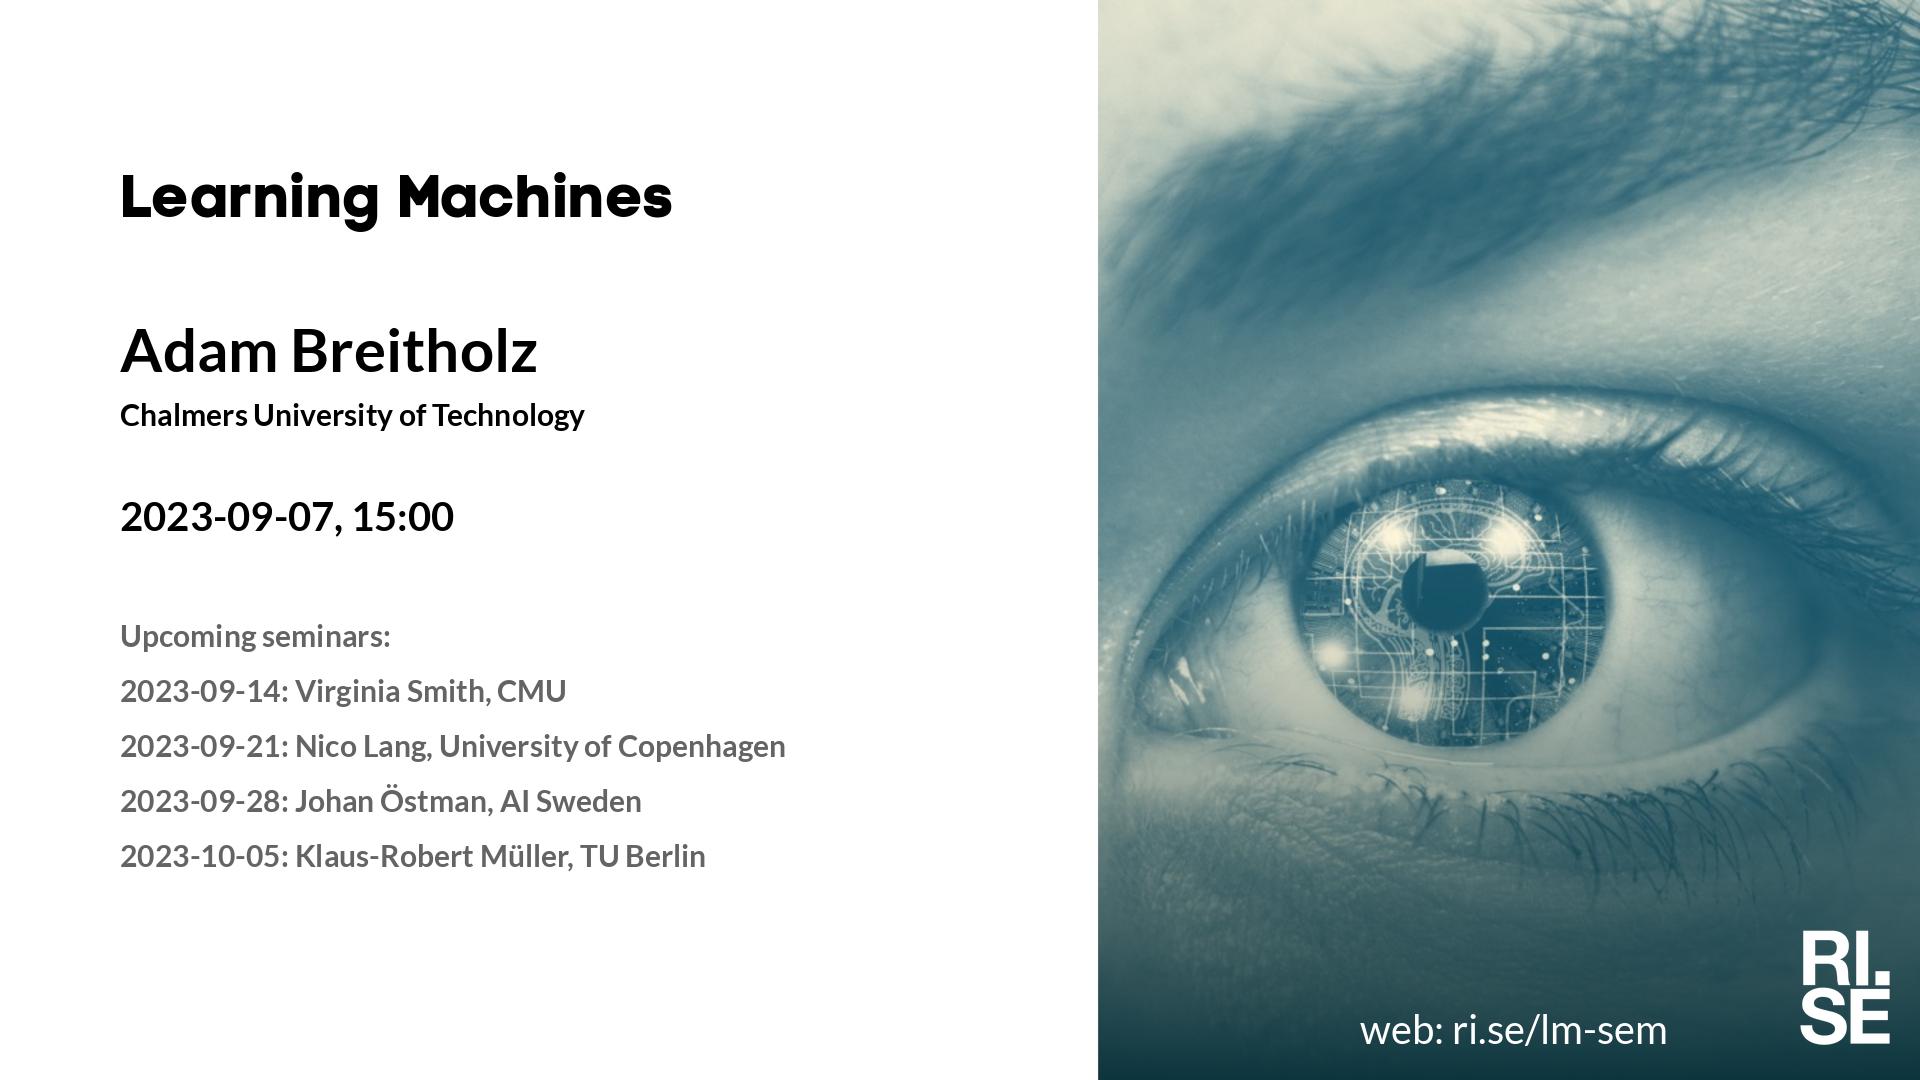 Learning Machines
Adam Breitholz
Chalmers University of Technology
2023-09-07, 15:00
Upcoming seminars:
2023-09-14: Virginia Smith, CMU
2023-09-21: Nico Lang, University of Copenhagen
2023-09-28: Johan Östman, AI Sweden
2023-10-05: Klaus-Robert Müller, TU Berlin
web: ri.se/lm-sem
RI.
SE